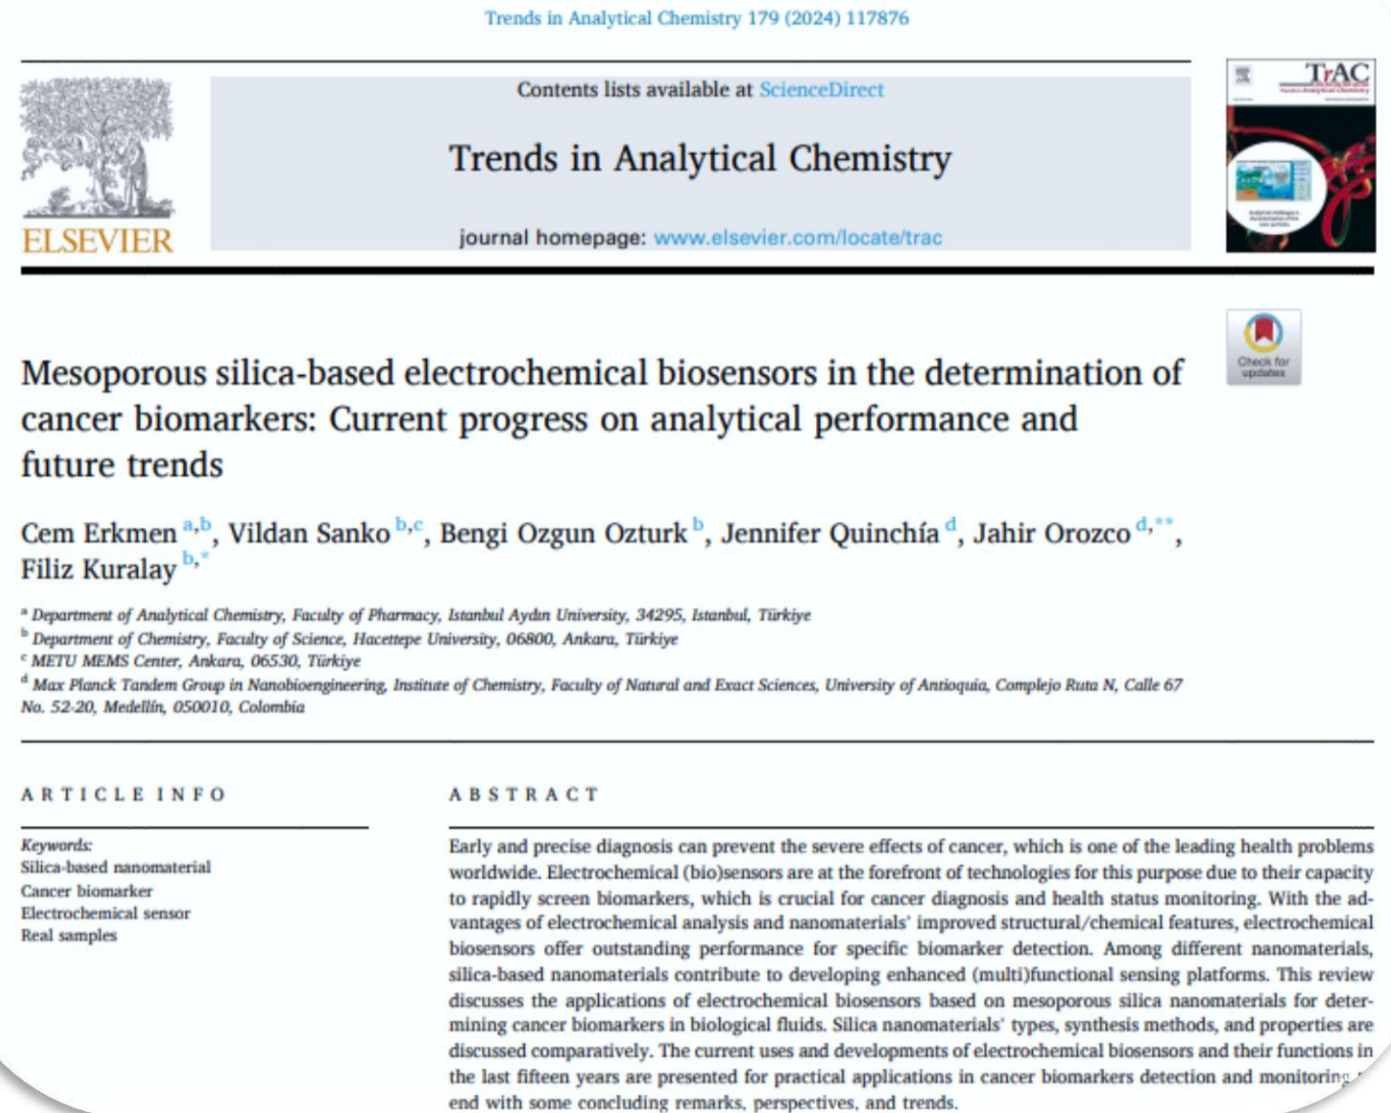 Trends in Analytical Chemistry 179 (2024) 117876
Contents lists available at ScienceDirect
Trends in Analytical Chemistry
journal homepage: www.elsevier.com/locate/trac
ELSEVIER
TrAC
Check for
updates
Mesoporous silica-based electrochemical biosensors in the determination of
cancer biomarkers: Current progress on analytical performance and
future trends
Cem Erkmen a,b, Vildan Sanko b,c, Bengi Ozgun Ozturk b, Jennifer Quinchía d, Jahir Orozco d,**,
Filiz Kuralay b,*
a Department of Analytical Chemistry, Faculty of Pharmacy, Istanbul Aydın University, 34295, Istanbul, Türkiye
b Department of Chemistry, Faculty of Science, Hacettepe University, 06800, Ankara, Türkiye
c METU MEMS Center, Ankara, 06530, Türkiye
d Max Planck Tandem Group in Nanobioengineering, Institute of Chemistry, Faculty of Natural and Exact Sciences, University of Antioquia, Complejo Ruta N, Calle 67
No. 52-20, Medellín, 050010, Colombia
ARTICLE INFO
Keywords:
Silica-based nanomaterial
Cancer biomarker
Electrochemical sensor
Real samples
ABSTRACT
Early and precise diagnosis can prevent the severe effects of cancer, which is one of the leading health problems
worldwide. Electrochemical (bio)sensors are at the forefront of technologies for this purpose due to their capacity
to rapidly screen biomarkers, which is crucial for cancer diagnosis and health status monitoring. With the ad-
vantages of electrochemical analysis and nanomaterials' improved structural/chemical features, electrochemical
biosensors offer outstanding performance for specific biomarker detection. Among different nanomaterials,
silica-based nanomaterials contribute to developing enhanced (multi)functional sensing platforms. This review
discusses the applications of electrochemical biosensors based on mesoporous silica nanomaterials for deter-
mining cancer biomarkers in biological fluids. Silica nanomaterials' types, synthesis methods, and properties are
discussed comparatively. The current uses and developments of electrochemical biosensors and their functions in
the last fifteen years are presented for practical applications in cancer biomarkers detection and monitoring
end with some concluding remarks, perspectives, and trends.